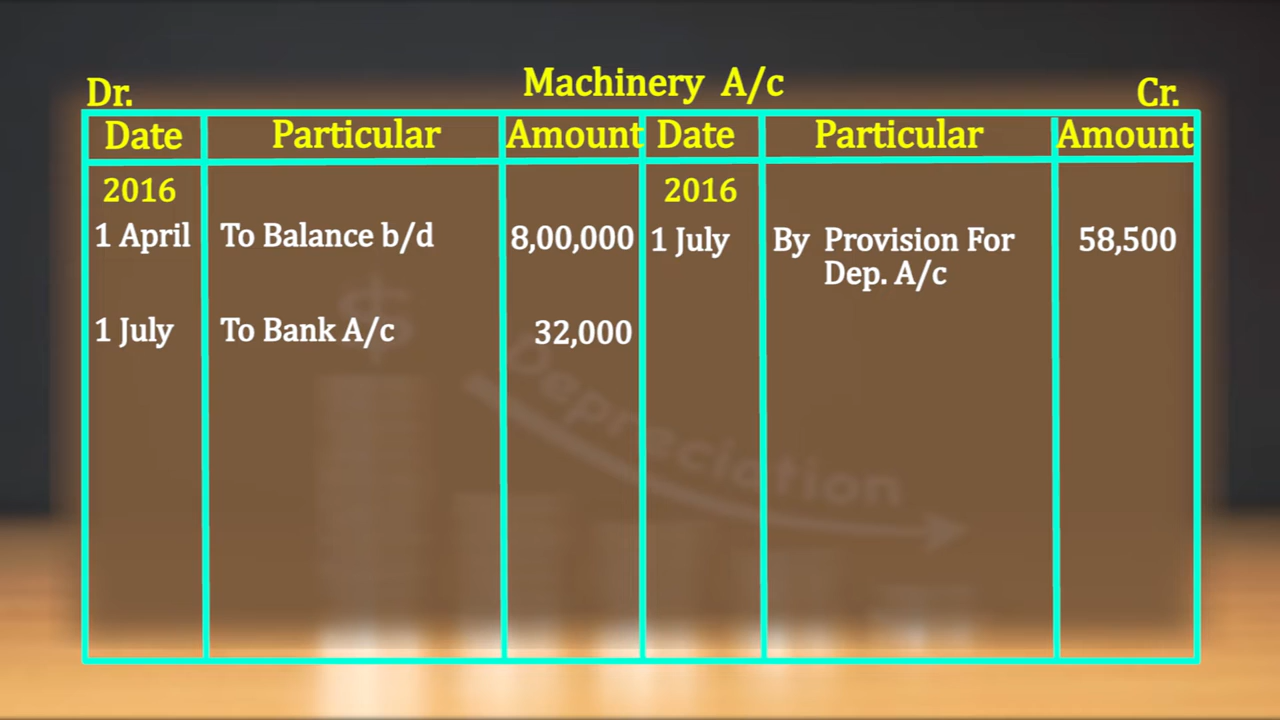 Dr. Machinery A/c Cr.
Date Particular Amount Date Particular Amount
2016 2016
1 April To Balance b/d 8,00,000 1 July By Provision For 58,500
Dep. A/c
1 July To Bank A/c 32,000
$
Depreciation